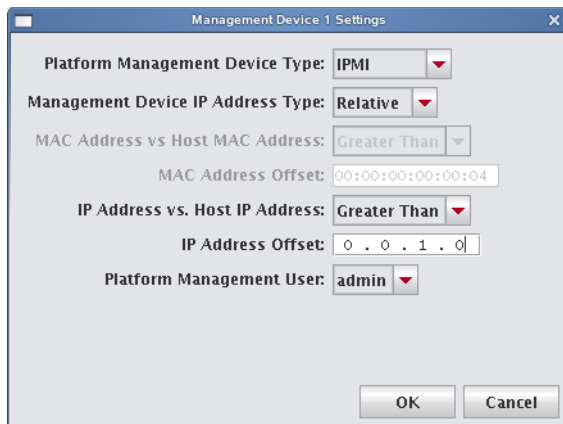 Management Device 1 Settings
Platform Management Device Type: IPMI
Management Device IP Address Type: Relative
MAC Address vs Host MAC Address: Greater Than
MAC Address Offset: 00:00:00:00:00:04
IP Address vs. Host IP Address: Greater Than
IP Address Offset: 0 . 0 . 1 . 0
Platform Management User: admin
OK Cancel